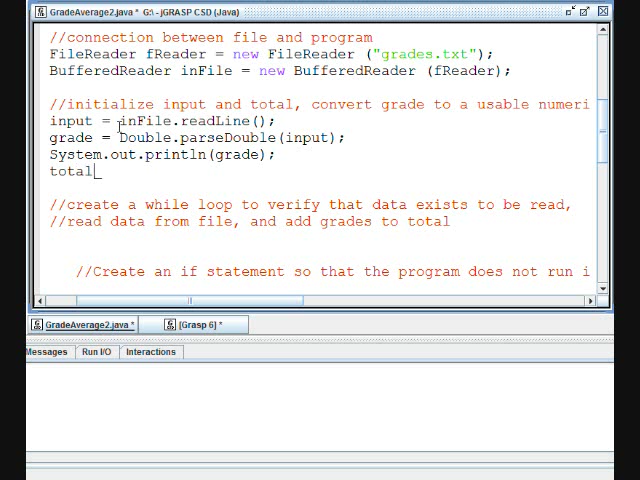 GradeAverage2.java * G:\ - jGRASP CSD (Java)
//connection between file and program
FileReader fReader = new FileReader ("grades.txt");
BufferedReader inFile = new BufferedReader (fReader);
//initialize input and total, convert grade to a usable numeri
input = inFile.readLine();
grade = Double.parseDouble(input);
System.out.println(grade);
total
//create a while loop to verify that data exists to be read,
//read data from file, and add grades to total
//Create an if statement so that the program does not run i
GradeAverage2.java * [Grasp 6] *
Messages Run I/O Interactions